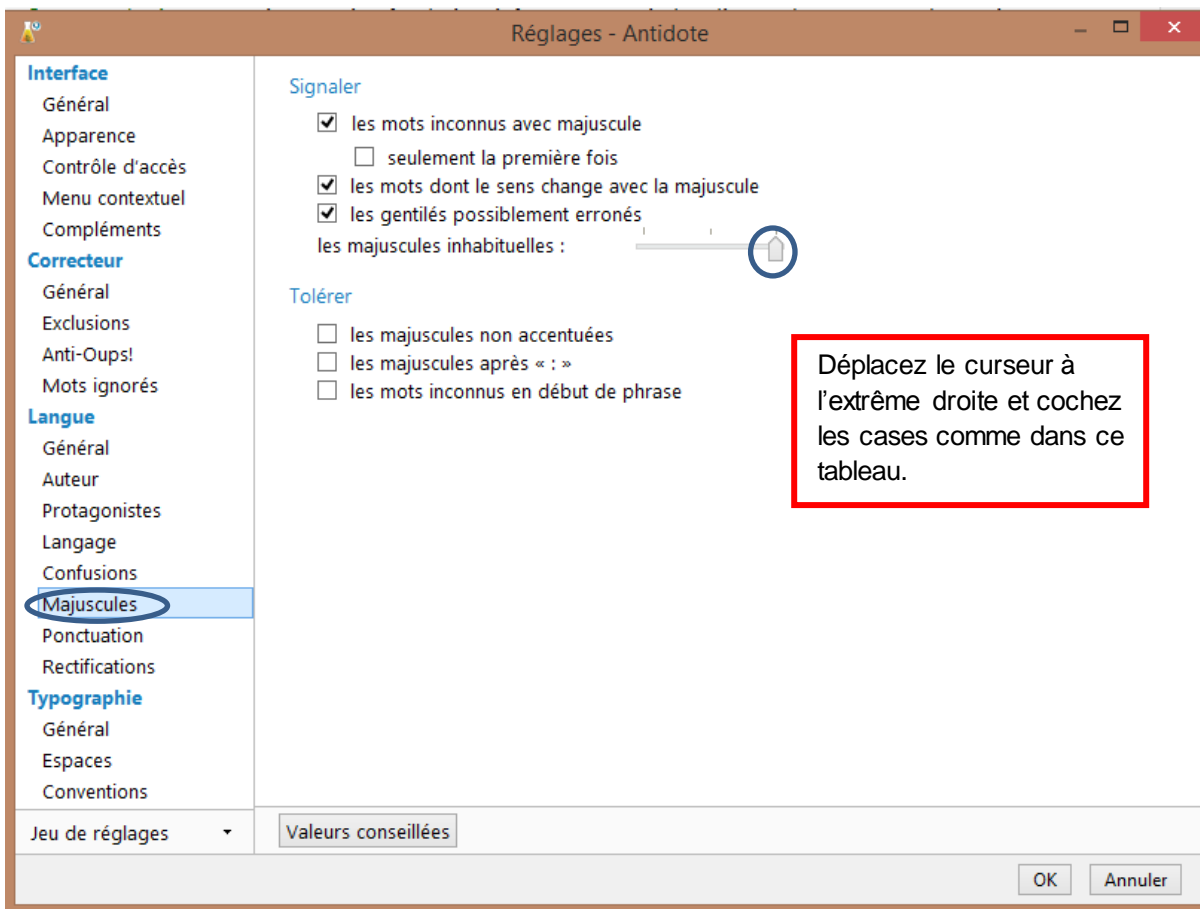 Réglages - Antidote
Interface
Général
Apparence
Contrôle d'accès
Menu contextuel
Compléments
Correcteur
Général
Exclusions
Anti-Oups!
Mots ignorés
Langue
Général
Auteur
Protagonistes
Langage
Confusions
Majuscules
Ponctuation
Rectifications
Typographie
Général
Espaces
Conventions
Jeu de réglages
Signaler
les mots inconnus avec majuscule
seulement la première fois
les mots dont le sens change avec la majuscule
les gentilés possiblement erronés
les majuscules inhabituelles :
Tolérer
les majuscules non accentuées
les majuscules après « : »
les mots inconnus en début de phrase
Déplacez le curseur à
l’extrême droite et cochez
les cases comme dans ce
tableau.
Valeurs conseillées
OK
Annuler